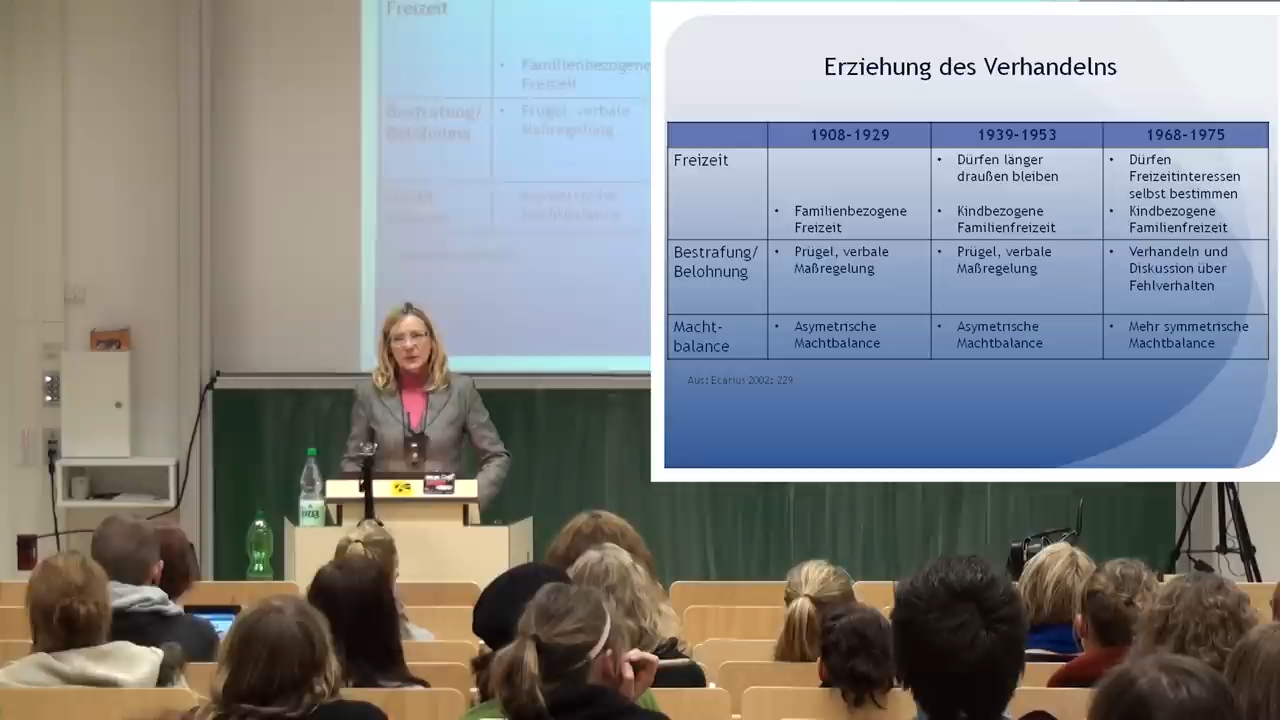 Freizeit
Familienbezogene
Freizeit
Bestrafung/
Belohnung
Prügel, verbale
Maßregelung
Erziehung des Verhandelns
1908-1929 1939-1953 1968-1975
Freizeit
• Familienbezogene
Freizeit
• Dürfen länger
draußen bleiben
• Kindbezogene
Familienfreizeit
• Dürfen
Freizeitinteressen
selbst bestimmen
• Kindbezogene
Familienfreizeit
Bestrafung/
Belohnung
• Prügel, verbale
Maßregelung
• Prügel, verbale
Maßregelung
• Verhandeln und
Diskussion über
Fehlverhalten
Macht-
balance
• Asymetrische
Machtbalance
• Asymetrische
Machtbalance
• Mehr symmetrische
Machtbalance
Aus: Ecarius 2002: 229